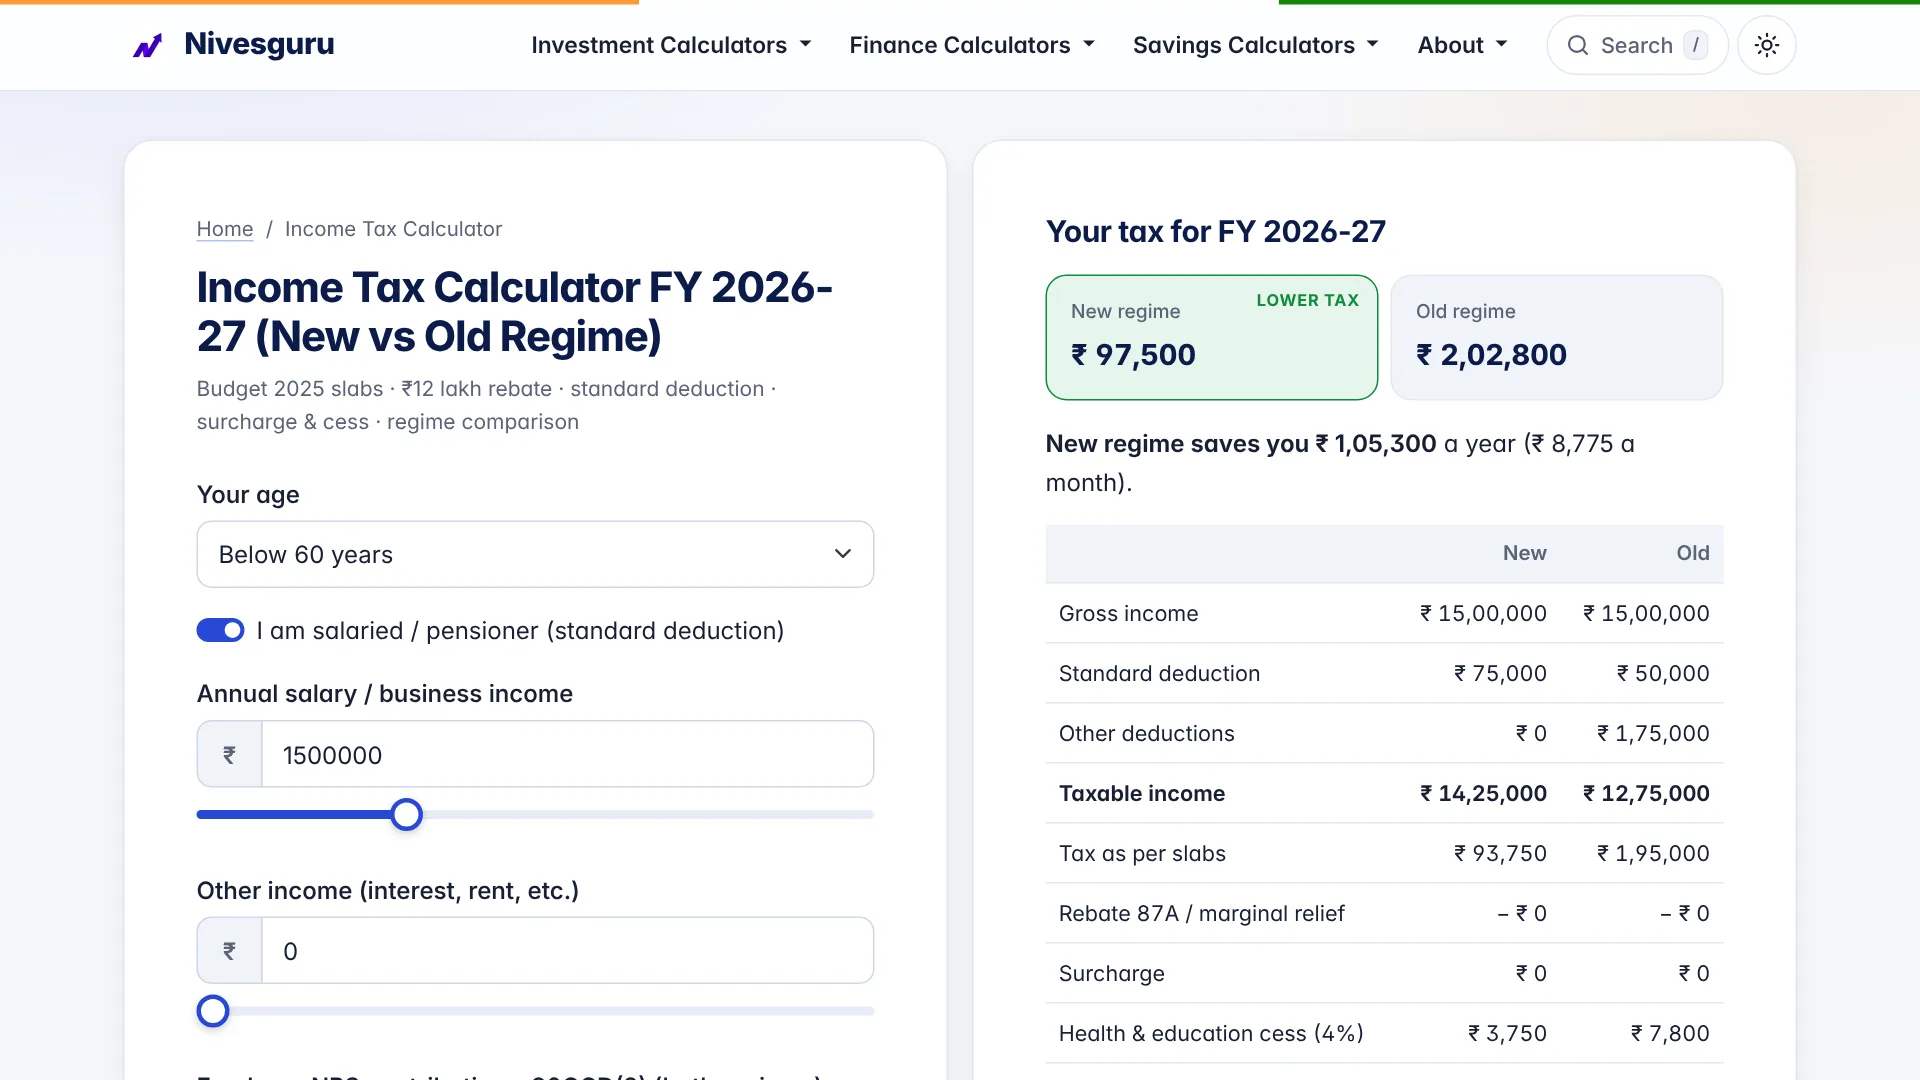 Nivesguru
Investment Calculators
Finance Calculators
Savings Calculators
About
Search /
Home / Income Tax Calculator
Income Tax Calculator FY 2026-
27 (New vs Old Regime)
Budget 2025 slabs · ₹12 lakh rebate · standard deduction ·
surcharge & cess · regime comparison
Your age
Below 60 years
I am salaried / pensioner (standard deduction)
Annual salary / business income
₹ 1500000
Other income (interest, rent, etc.)
₹ 0
Your tax for FY 2026-27
New regime LOWER TAX
₹ 97,500
Old regime
₹ 2,02,800
New regime saves you ₹ 1,05,300 a year (₹ 8,775 a
month).
New Old
Gross income ₹ 15,00,000 ₹ 15,00,000
Standard deduction ₹ 75,000 ₹ 50,000
Other deductions ₹ 0 ₹ 1,75,000
Taxable income ₹ 14,25,000 ₹ 12,75,000
Tax as per slabs ₹ 93,750 ₹ 1,95,000
Rebate 87A / marginal relief – ₹ 0 – ₹ 0
Surcharge ₹ 0 ₹ 0
Health & education cess (4%) ₹ 3,750 ₹ 7,800